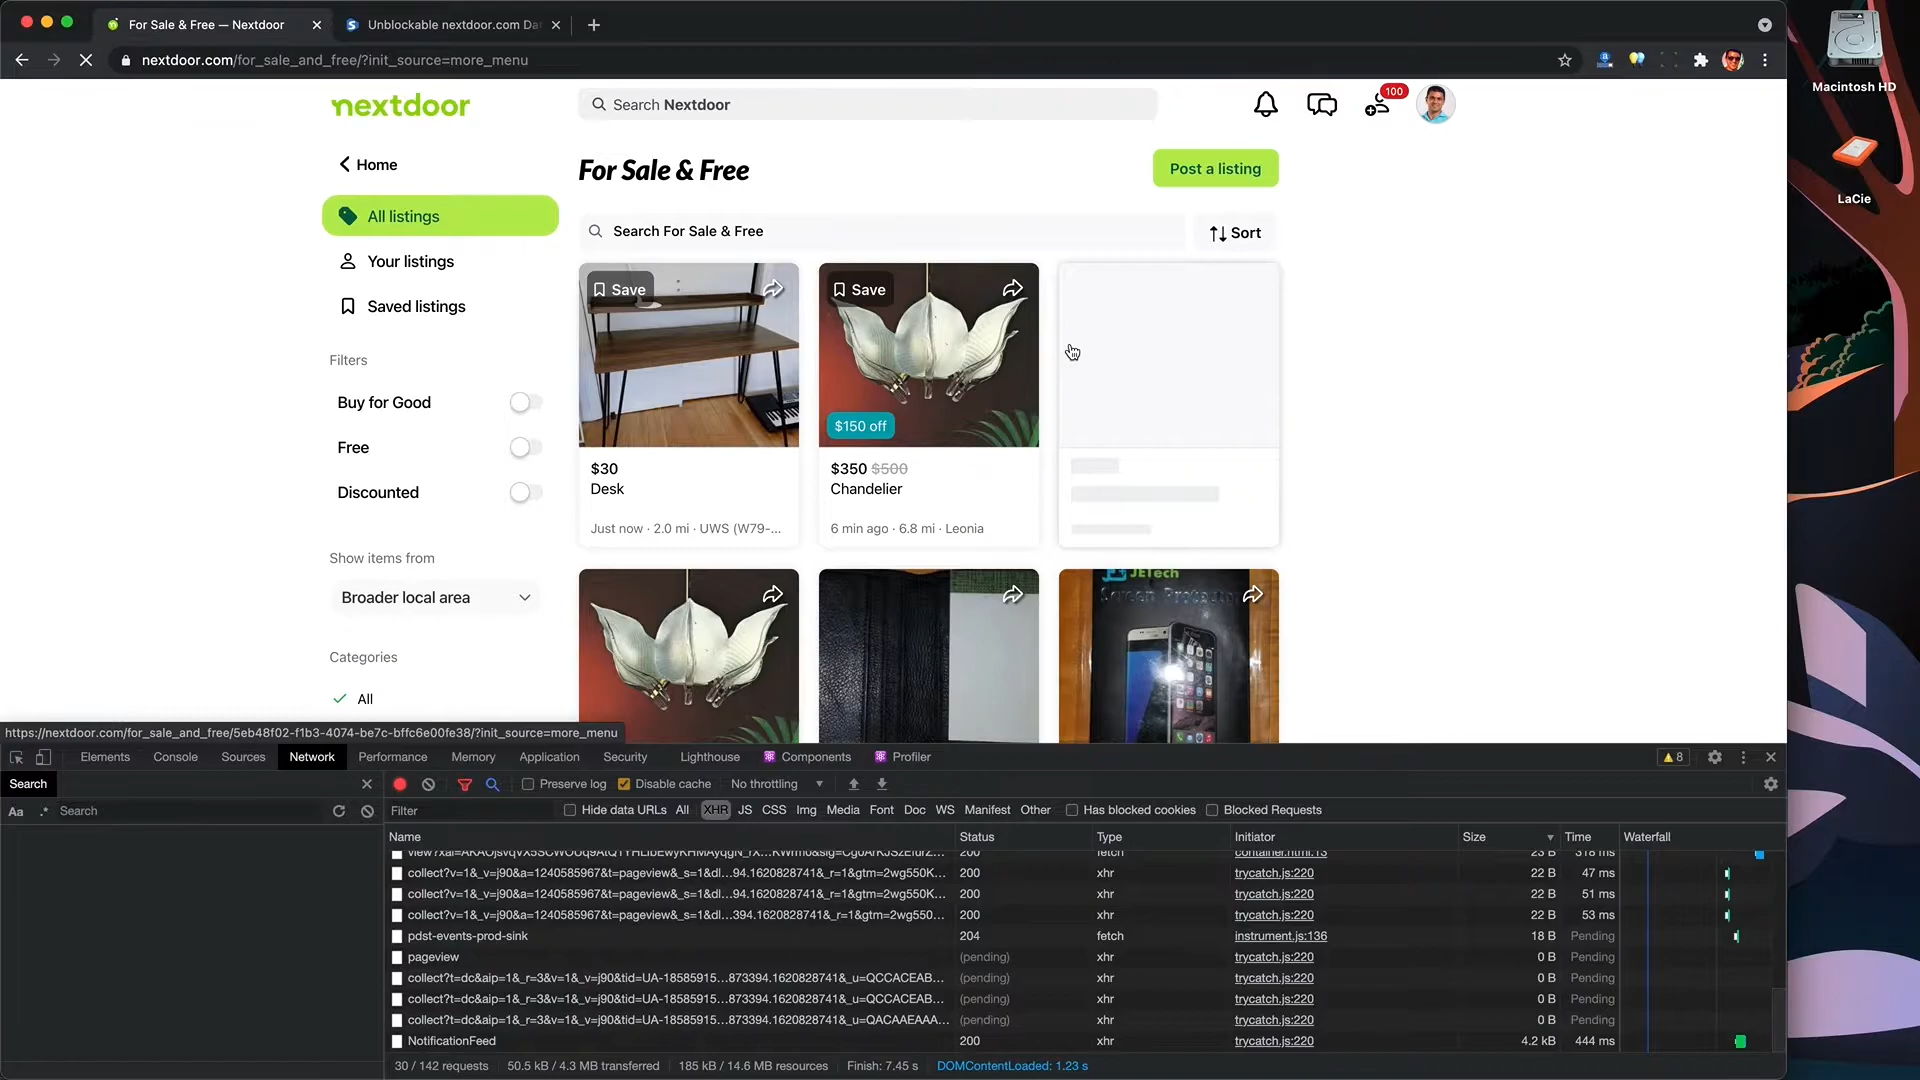 For Sale & Free — Nextdoor
Unblockable nextdoor.com Da
nextdoor.com/for_sale_and_free/?init_source=more_menu
Macintosh HD
LaCie
nextdoor
Search Nextdoor
100
Home
For Sale & Free
Post a listing
All listings
Search For Sale & Free
Sort
Your listings
Saved listings
Save
Save
Filters
Buy for Good
Free
Discounted
$150 off
$30
Desk
Just now · 2.0 mi · UWS (W79-...
$350 $500
Chandelier
6 min ago · 6.8 mi · Leonia
Show items from
Broader local area
JETech
Screen Protector
Categories
All
https://nextdoor.com/for_sale_and_free/5eb48f02-f1b3-4074-be7c-bffc6e00fe38/?init_source=more_menu
Elements Console Sources Network Performance Memory Application Security Lighthouse Components Profiler 8
Search
Preserve log Disable cache No throttling
Aa .* Search
Filter Hide data URLs All XHR JS CSS Img Media Font Doc WS Manifest Other Has blocked cookies Blocked Requests
Name Status Type Initiator Size Time Waterfall
200 fetch container.html:13 23 B 318 ms
collect?v=1&_v=j90&a=1240585967&t=pageview&_s=1&dl...94.1620828741&_r=1&gtm=2wg550K... 200 xhr trycatch.js:220 22 B 47 ms
collect?v=1&_v=j90&a=1240585967&t=pageview&_s=1&dl...94.1620828741&_r=1&gtm=2wg550K... 200 xhr trycatch.js:220 22 B 51 ms
collect?v=1&_v=j90&a=1240585967&t=pageview&_s=1&dl...394.1620828741&_r=1&gtm=2wg550... 200 xhr trycatch.js:220 22 B 53 ms
pdst-events-prod-sink 204 fetch instrument.js:136 18 B Pending
pageview (pending) xhr trycatch.js:220 0 B Pending
collect?t=dc&aip=1&_r=3&v=1&_v=j90&tid=UA-18585915...873394.1620828741&_u=QCCACEAB... (pending) xhr trycatch.js:220 0 B Pending
collect?t=dc&aip=1&_r=3&v=1&_v=j90&tid=UA-18585915...873394.1620828741&_u=QCCACEAB... (pending) xhr trycatch.js:220 0 B Pending
collect?t=dc&aip=1&_r=3&v=1&_v=j90&tid=UA-18585915...873394.1620828741&_u=QACAAEAAA... (pending) xhr trycatch.js:220 0 B Pending
NotificationFeed 200 xhr trycatch.js:220 4.2 kB 444 ms
30 / 142 requests 50.5 kB / 4.3 MB transferred 185 kB / 14.6 MB resources Finish: 7.45 s DOMContentLoaded: 1.23 s